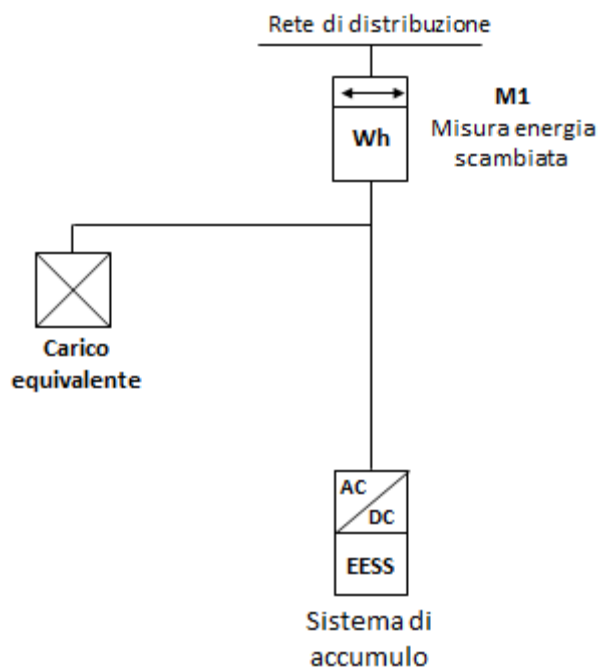 Rete di distribuzione
M1
Misura energia
scambiata
Wh
Carico
equivalente
AC
DC
EESS
Sistema di
accumulo